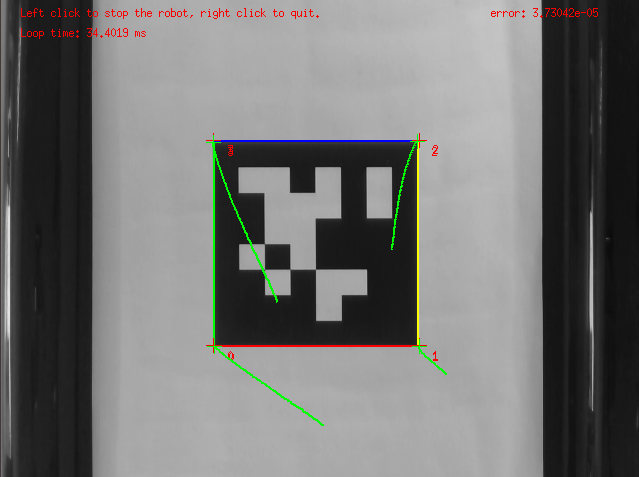 Left click to stop the robot, right click to quit.
error: 3.73042e-05
Loop time: 34.4019 ms
2
0
1